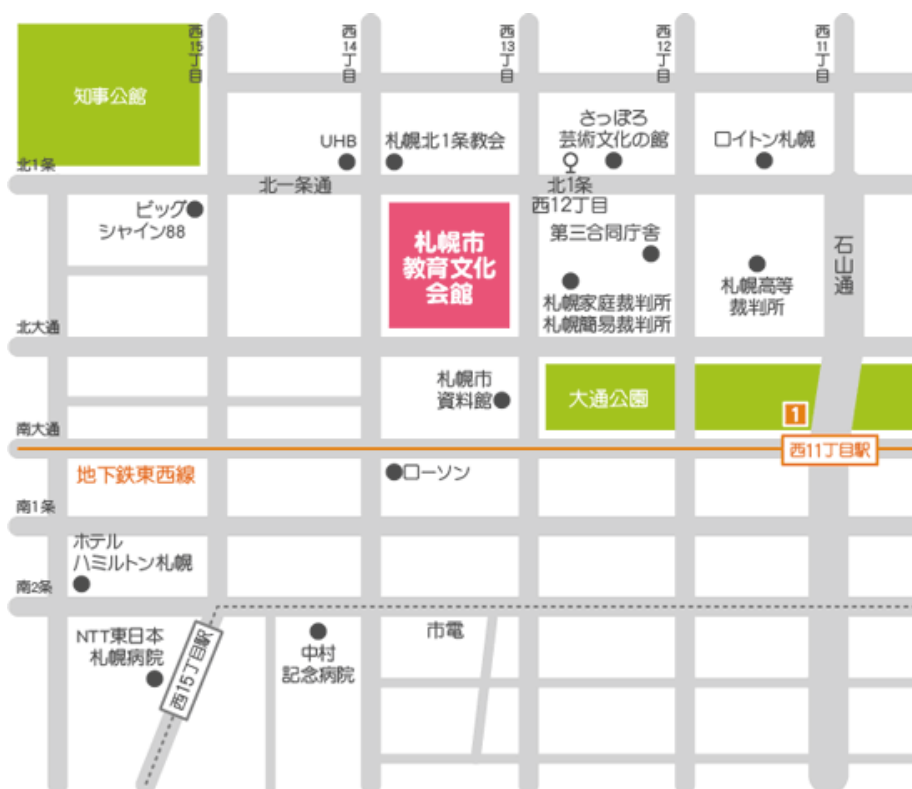 西15丁目
西14丁目
西13丁目
西12丁目
西11丁目
知事公館
UHB
札幌北1条教会
さっぽろ
芸術文化の館
ロイトン札幌
北1条
北一条通
北1条
西12丁目
ビッグ
シャイン88
札幌市
教育文化
会館
第三合同庁舎
石山通
札幌家庭裁判所
札幌簡易裁判所
札幌高等
裁判所
北大通
札幌市
資料館
大通公園
1
南大通
西11丁目駅
地下鉄東西線
ローソン
南1条
ホテル
ハミルトン札幌
南2条
NTT東日本
札幌病院
西15丁目駅
中村
記念病院
市電